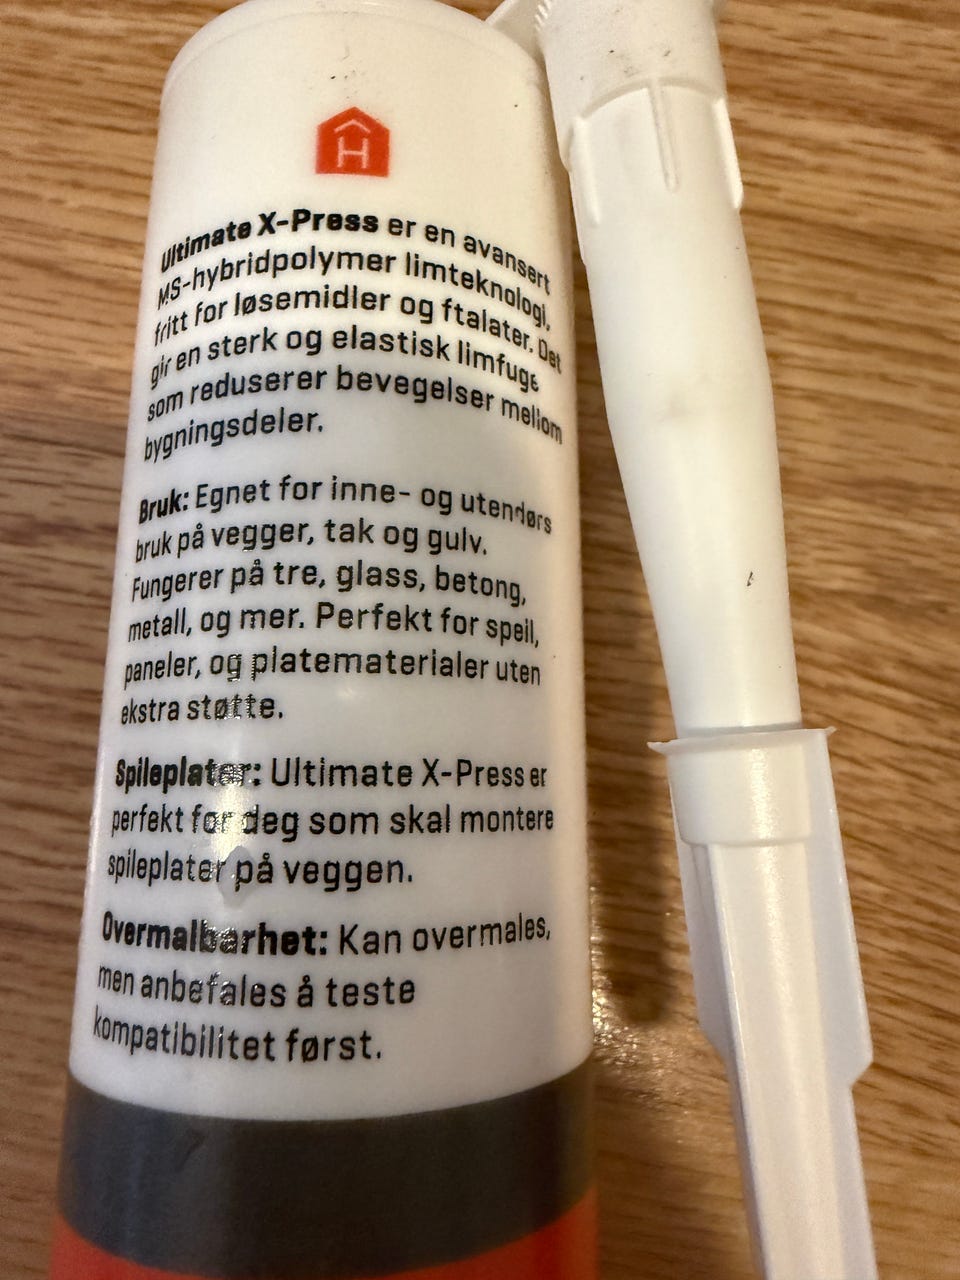 H
Ultimate X-Press er en avansert
MS-hybridpolymer limteknologi,
fritt for løsemidler og ftalater. Det
gir en sterk og elastisk limfuge
som reduserer bevegelser mellom
bygningsdeler.
Bruk: Egnet for inne- og utendørs
bruk på vegger, tak og gulv.
Fungerer på tre, glass, betong,
metall, og mer. Perfekt for speil,
paneler, og platematerialer uten
ekstra støtte.
Spileplater: Ultimate X-Press er
perfekt for deg som skal montere
spileplater på veggen.
Overmalbarhet: Kan overmales,
men anbefales å teste
kompatibilitet først.